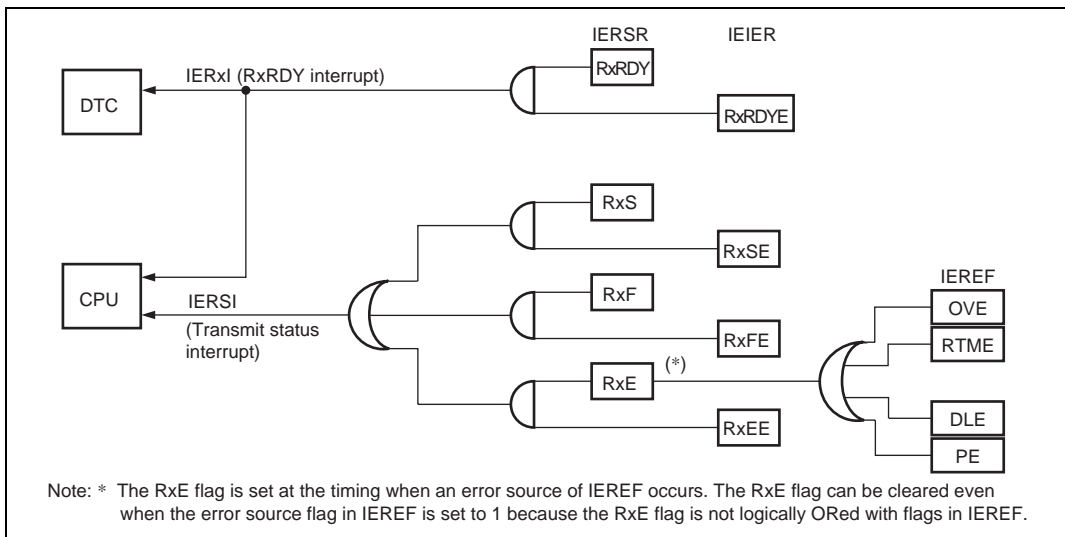 IERSR IEIER
RxRDY
IERxI (RxRDY interrupt)
DTC
RxRDYE
RxS
RxSE
IEREF
CPU
IERSI
(Transmit status
interrupt)
RxF
OVE
RxFE
RTME
(*)
RxE
DLE
RxEE
PE
Note: * The RxE flag is set at the timing when an error source of IEREF occurs. The RxE flag can be cleared even
when the error source flag in IEREF is set to 1 because the RxE flag is not logically ORed with flags in IEREF.